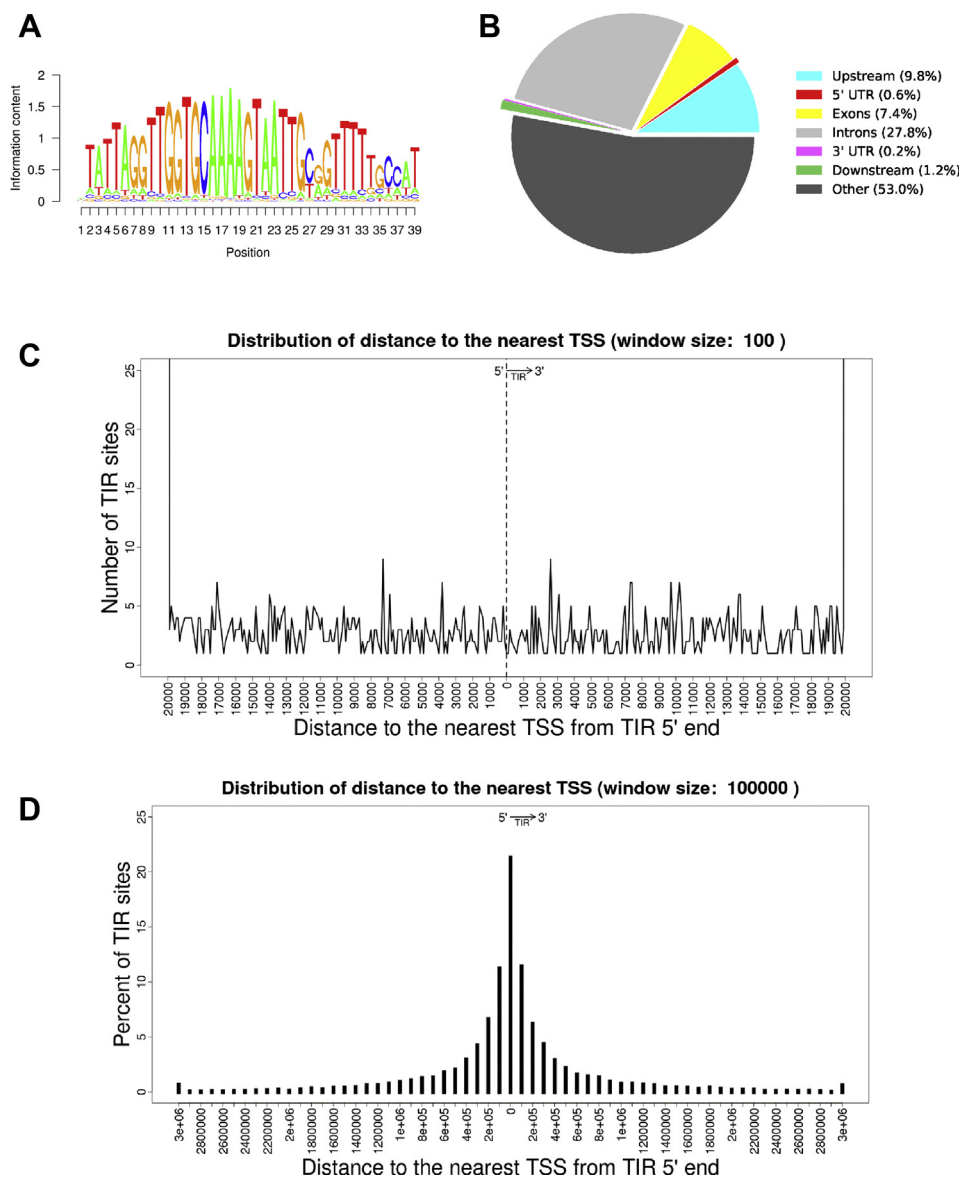 A
B
2
1.5
1
0.5
0
Information content
1 2 3 4 5 6 7 8 9 11 13 15 17 19 21 23 25 27 29 31 33 35 37 39
Position
Upstream (9.8%)
5' UTR (0.6%)
Exons (7.4%)
Introns (27.8%)
3' UTR (0.2%)
Downstream (1.2%)
Other (53.0%)
C
Distribution of distance to the nearest TSS (window size: 100 )
5' TIR 3'
25
20
15
10
5
0
Number of TIR sites
20000 19000 18000 17000 16000 15000 14000 13000 12000 11000 10000 9000 8000 7000 6000 5000 4000 3000 2000 1000 0 1000 2000 3000 4000 5000 6000 7000 8000 9000 10000 11000 12000 13000 14000 15000 16000 17000 18000 19000 20000
Distance to the nearest TSS from TIR 5' end
D
Distribution of distance to the nearest TSS (window size: 100000 )
5' TIR 3'
25
20
15
10
5
0
Percent of TIR sites
3e+06 2800000 2600000 2400000 2200000 2e+06 1800000 1600000 1400000 1200000 1e+06 8e+05 6e+05 4e+05 2e+05 0 2e+05 4e+05 6e+05 8e+05 1e+06 1200000 1400000 1600000 1800000 2e+06 2200000 2400000 2600000 2800000 3e+06
Distance to the nearest TSS from TIR 5' end